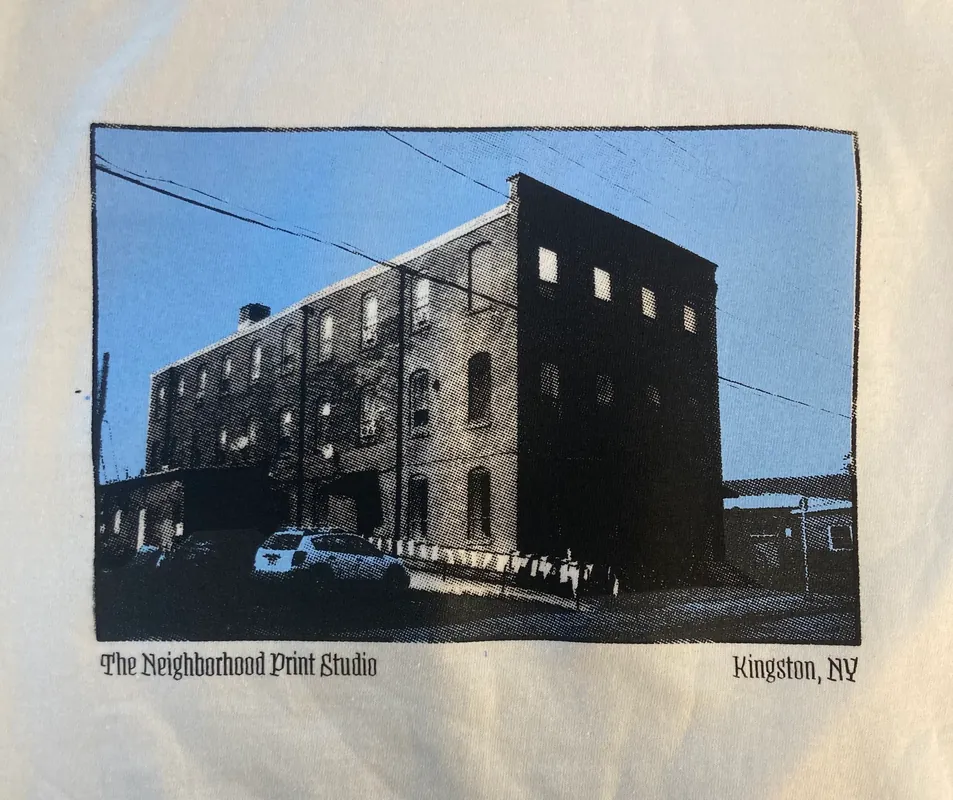 The Neighborhood Print Studio
Kingston, NY